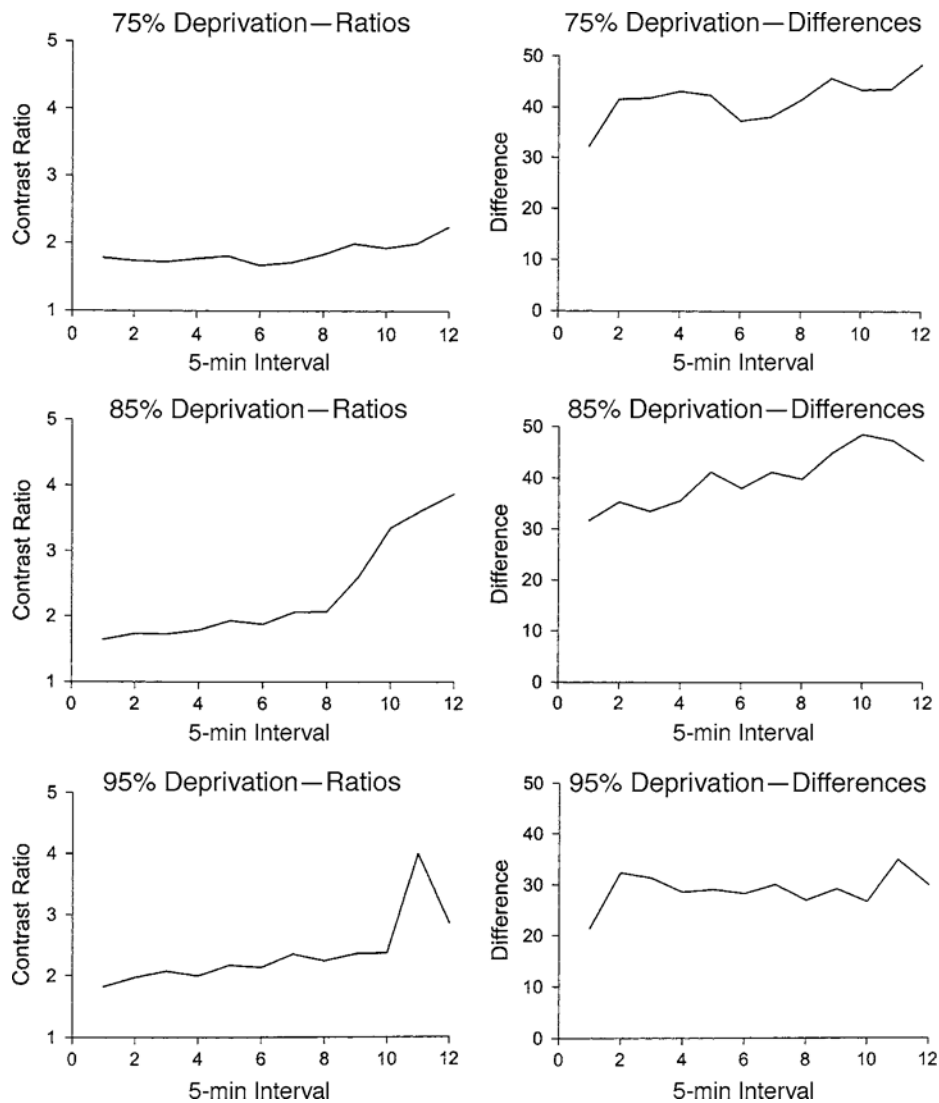 75% Deprivation—Ratios
5
4
3
2
1
Contrast Ratio
0 2 4 6 8 10 12
5-min Interval
75% Deprivation—Differences
50
40
30
20
10
0
Difference
0 2 4 6 8 10 12
5-min Interval
85% Deprivation—Ratios
5
4
3
2
1
Contrast Ratio
0 2 4 6 8 10 12
5-min Interval
85% Deprivation—Differences
50
40
30
20
10
0
Difference
0 2 4 6 8 10 12
5-min Interval
95% Deprivation—Ratios
5
4
3
2
1
Contrast Ratio
0 2 4 6 8 10 12
5-min Interval
95% Deprivation—Differences
50
40
30
20
10
0
Difference
0 2 4 6 8 10 12
5-min Interval